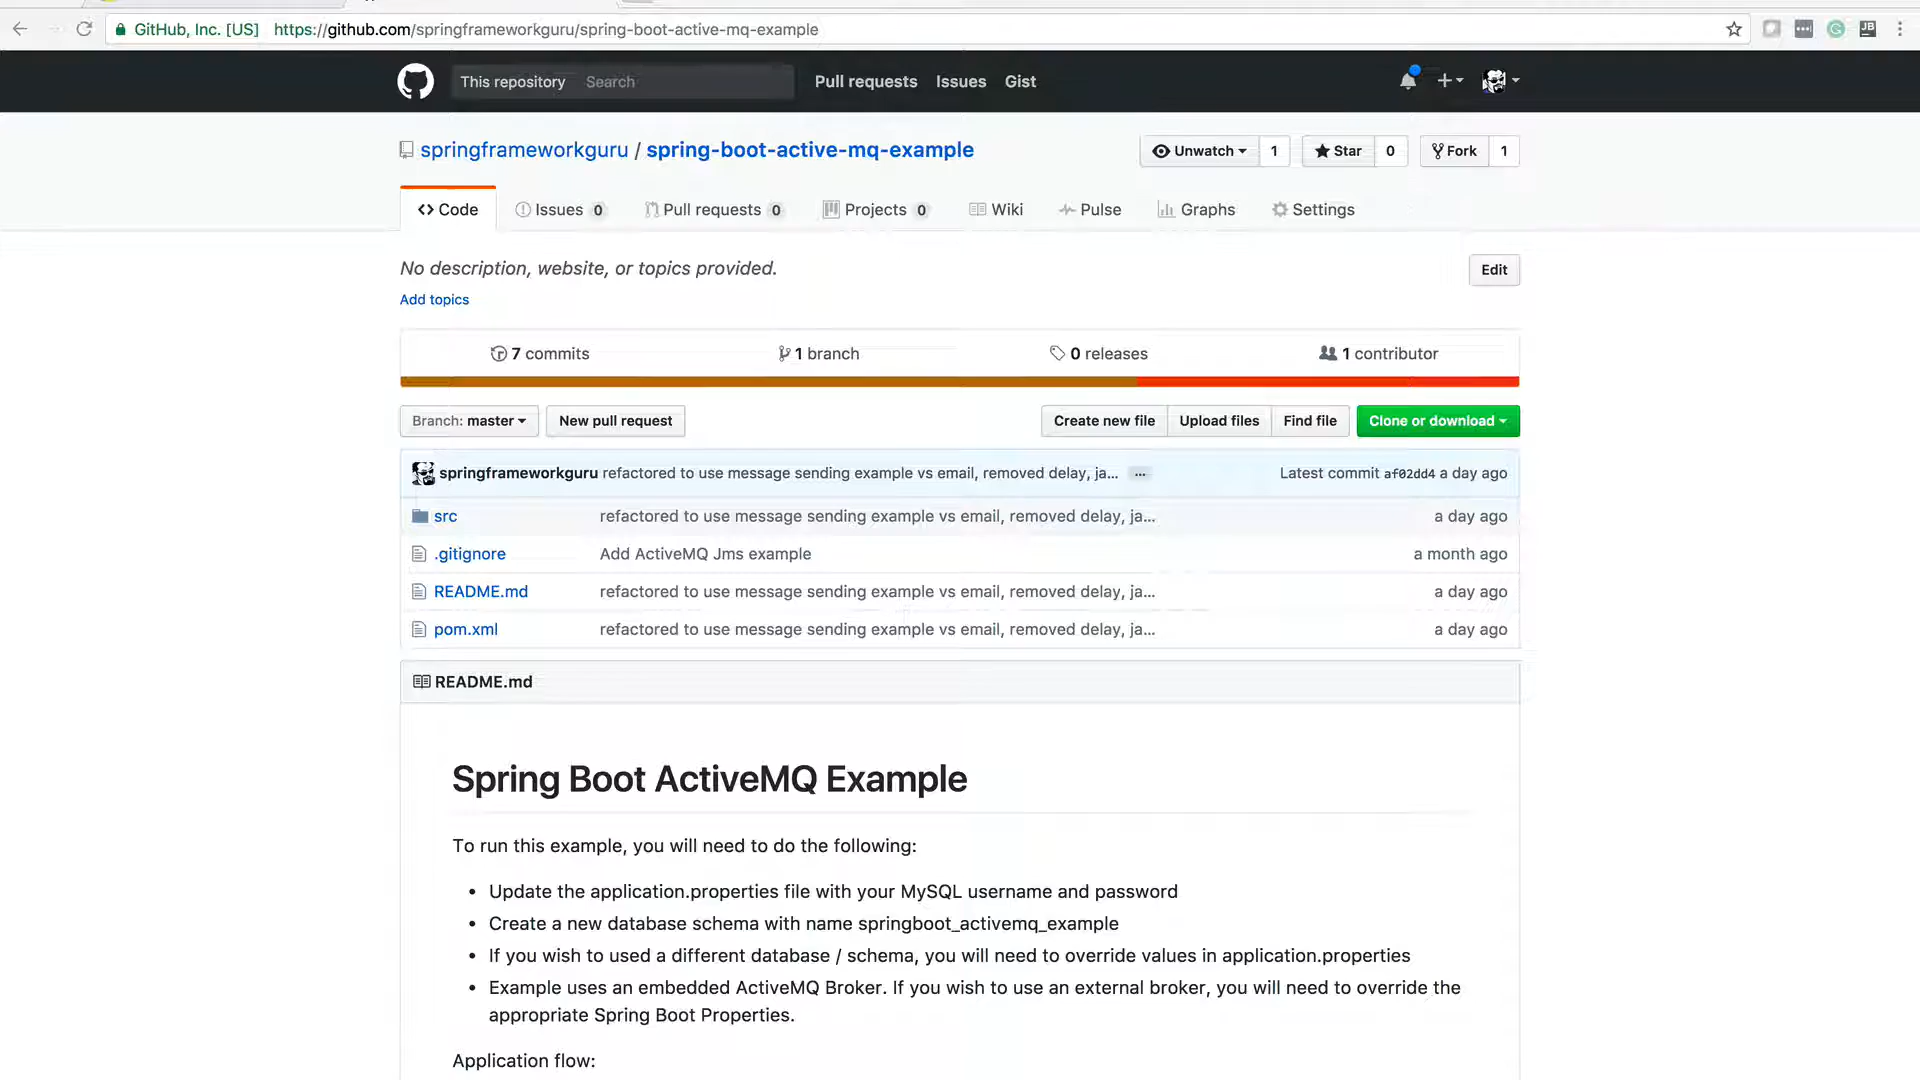 GitHub, Inc. [US] https://github.com/springframeworkguru/spring-boot-active-mq-example
JB
This repository Search Pull requests Issues Gist
springframeworkguru / spring-boot-active-mq-example
Unwatch 1 Star 0 Fork 1
Code Issues 0 Pull requests 0 Projects 0 Wiki Pulse Graphs Settings
No description, website, or topics provided.
Edit
Add topics
7 commits 1 branch 0 releases 1 contributor
Branch: master New pull request Create new file Upload files Find file Clone or download
springframeworkguru refactored to use message sending example vs email, removed delay, ja... ... Latest commit af02dd4 a day ago
src refactored to use message sending example vs email, removed delay, ja... a day ago
.gitignore Add ActiveMQ Jms example a month ago
README.md refactored to use message sending example vs email, removed delay, ja... a day ago
pom.xml refactored to use message sending example vs email, removed delay, ja... a day ago
README.md
Spring Boot ActiveMQ Example
To run this example, you will need to do the following:
• Update the application.properties file with your MySQL username and password
• Create a new database schema with name springboot_activemq_example
• If you wish to used a different database / schema, you will need to override values in application.properties
• Example uses an embedded ActiveMQ Broker. If you wish to use an external broker, you will need to override the
appropriate Spring Boot Properties.
Application flow: